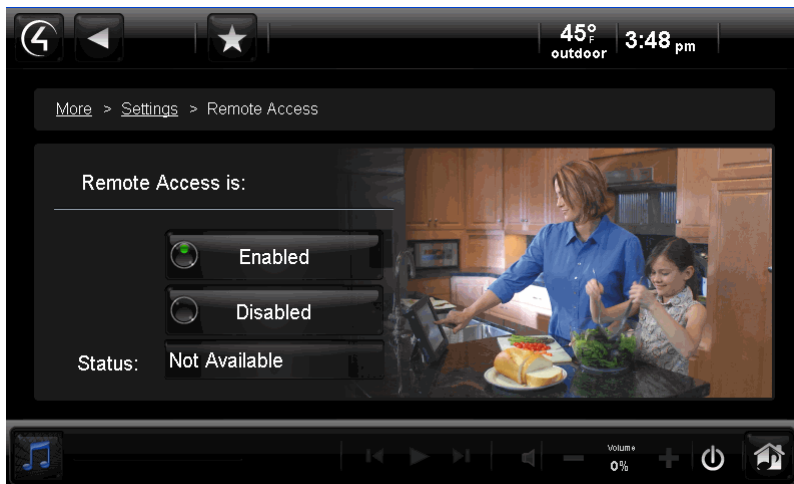 45°F
outdoor
3:48 pm
More > Settings > Remote Access
Remote Access is:
Enabled
Disabled
Status: Not Available
Volume
0%